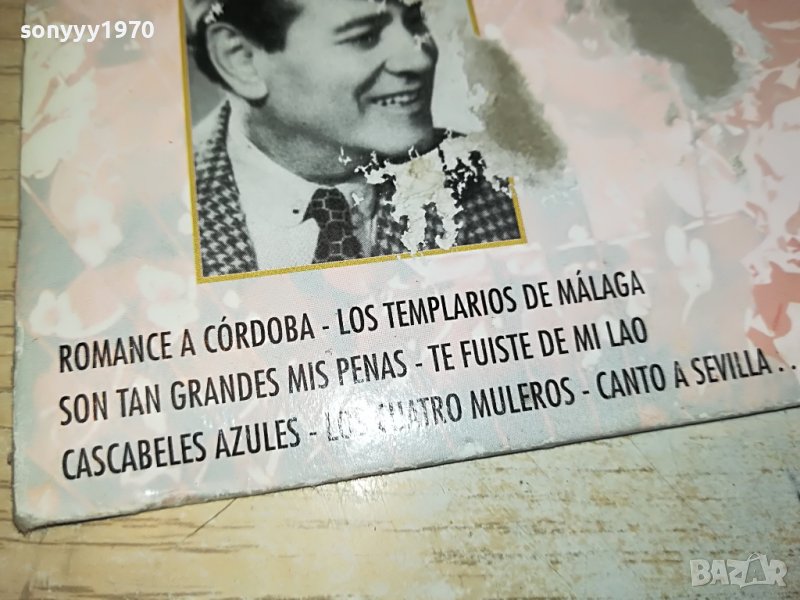 sonyyy1970
ROMANCE A CÓRDOBA - LOS TEMPLARIOS DE MÁLAGA
SON TAN GRANDES MIS PENAS - TE FUISTE DE MI LAO
CASCABELES AZULES - LOS CUATRO MULEROS - CANTO A SEVILLA . .
BAZAR